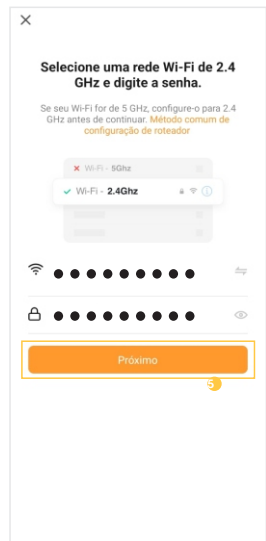 Selecione uma rede Wi-Fi de 2.4
GHz e digite a senha.
Se seu Wi-Fi for de 5 GHz, configure-o para 2.4
GHz antes de continuar. Método comum de
configuração de roteador
Wi-Fi - 5Ghz
Wi-Fi - 2.4Ghz
Próximo
5